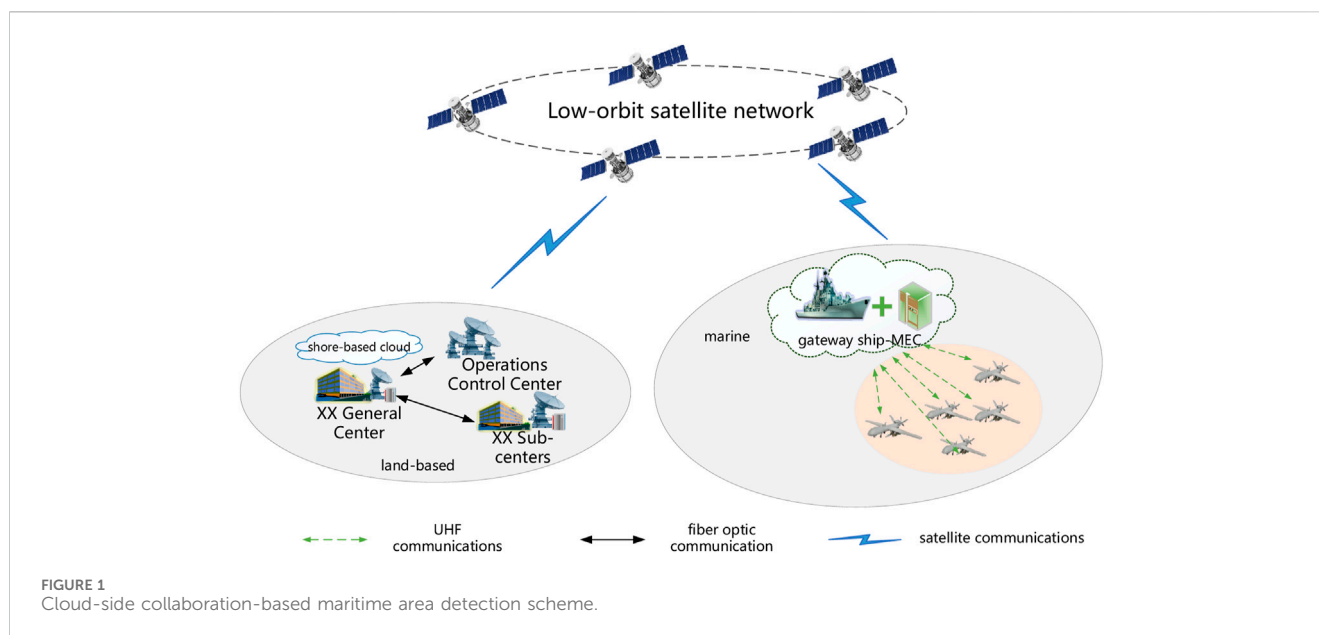 Low-orbit satellite network
shore-based cloud
Operations
Control Center
XX General
Center
XX Sub-
centers
land-based
marine
gateway ship-MEC
UHF
communications
fiber optic
communication
satellite communications
FIGURE 1
Cloud-side collaboration-based maritime area detection scheme.